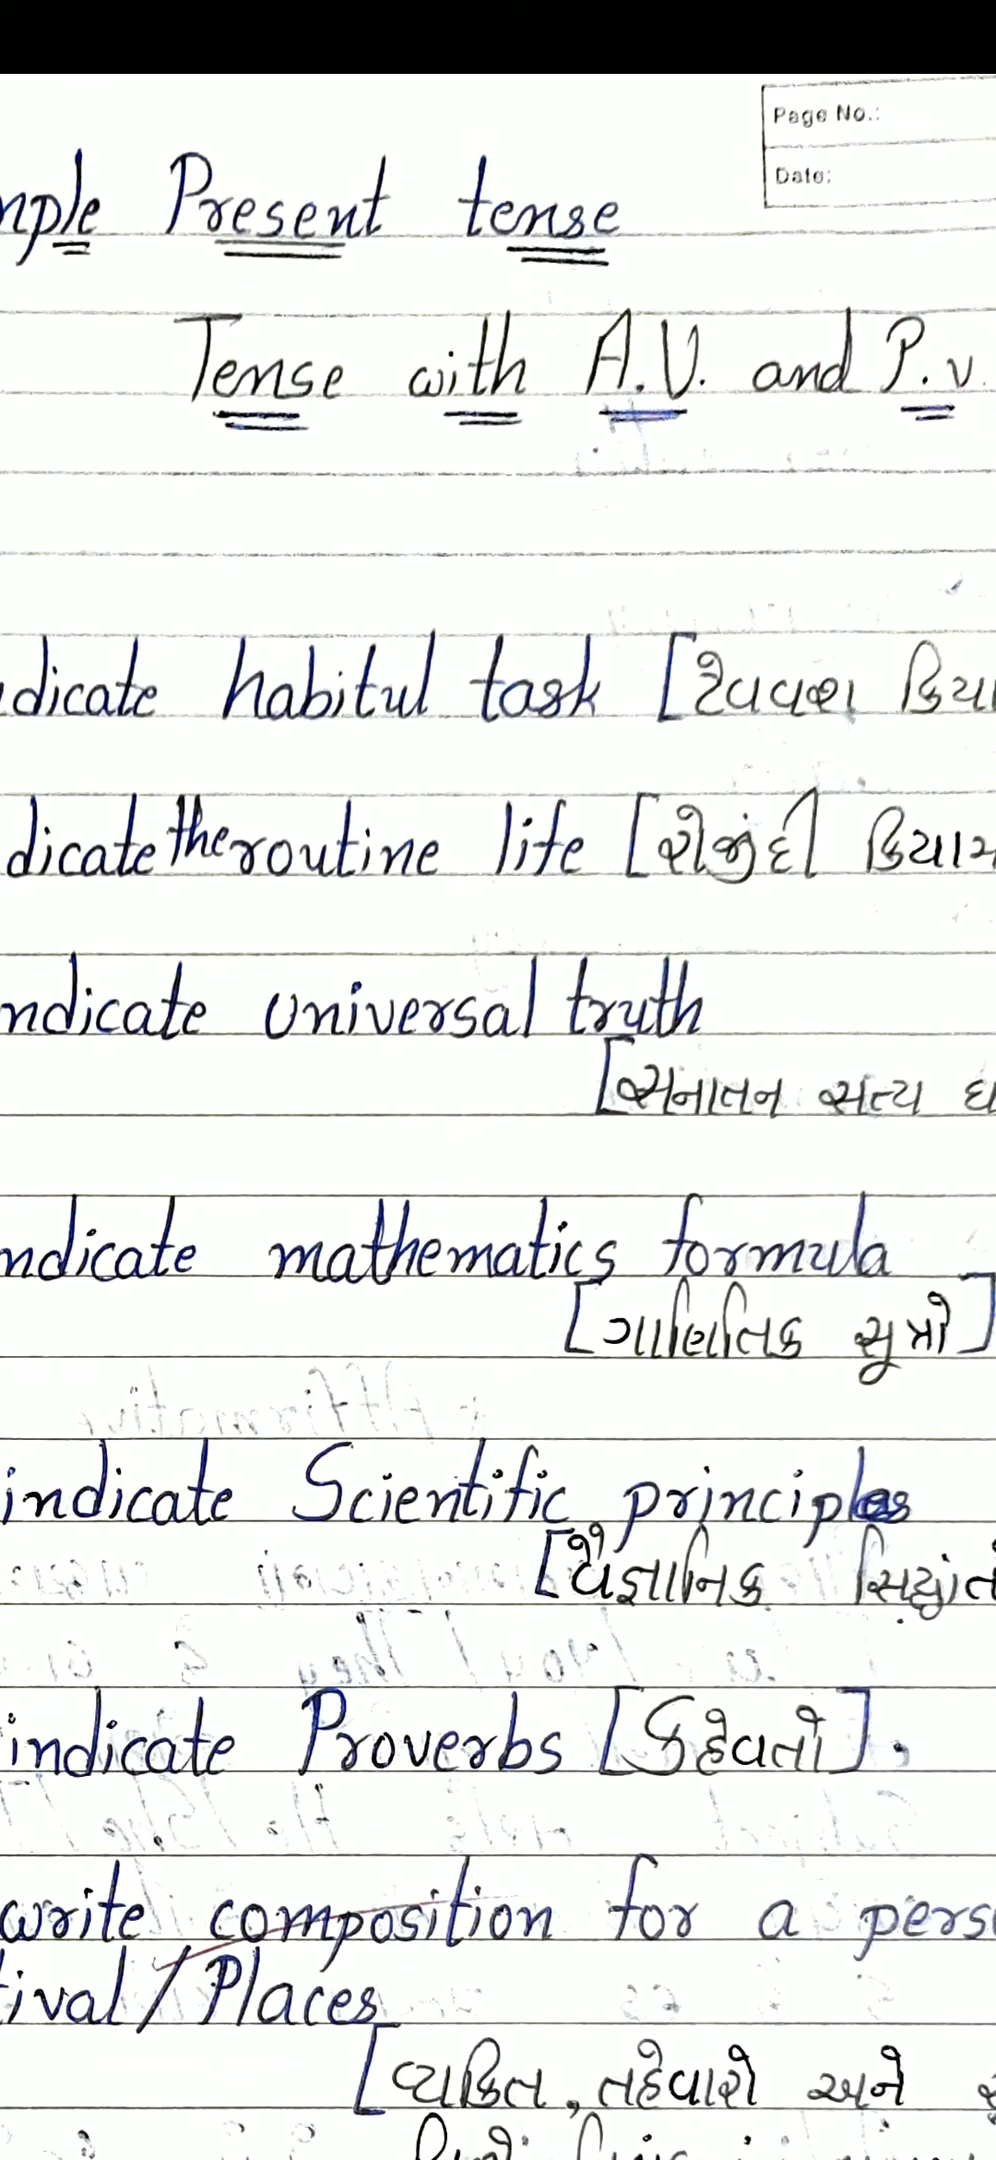 Page No.:
Date:
mple Present tense
Tense with A.V. and P.v.
dicate habitul task [ટેવવશ ક્રિયા
dicate the routine life [રોજીંદી
ndicate universal truth
[સનાતન સત્ય
ndicate mathematics formula
[ગાણિતિક સુત્રો]
indicate Scientific principles
[વૈજ્ઞાનિક સિધ્ધાંત
indicate Proverbs [કહેવતો].
write composition for a pers
tival / Places
[વ્યકિત, તહેવારો અને